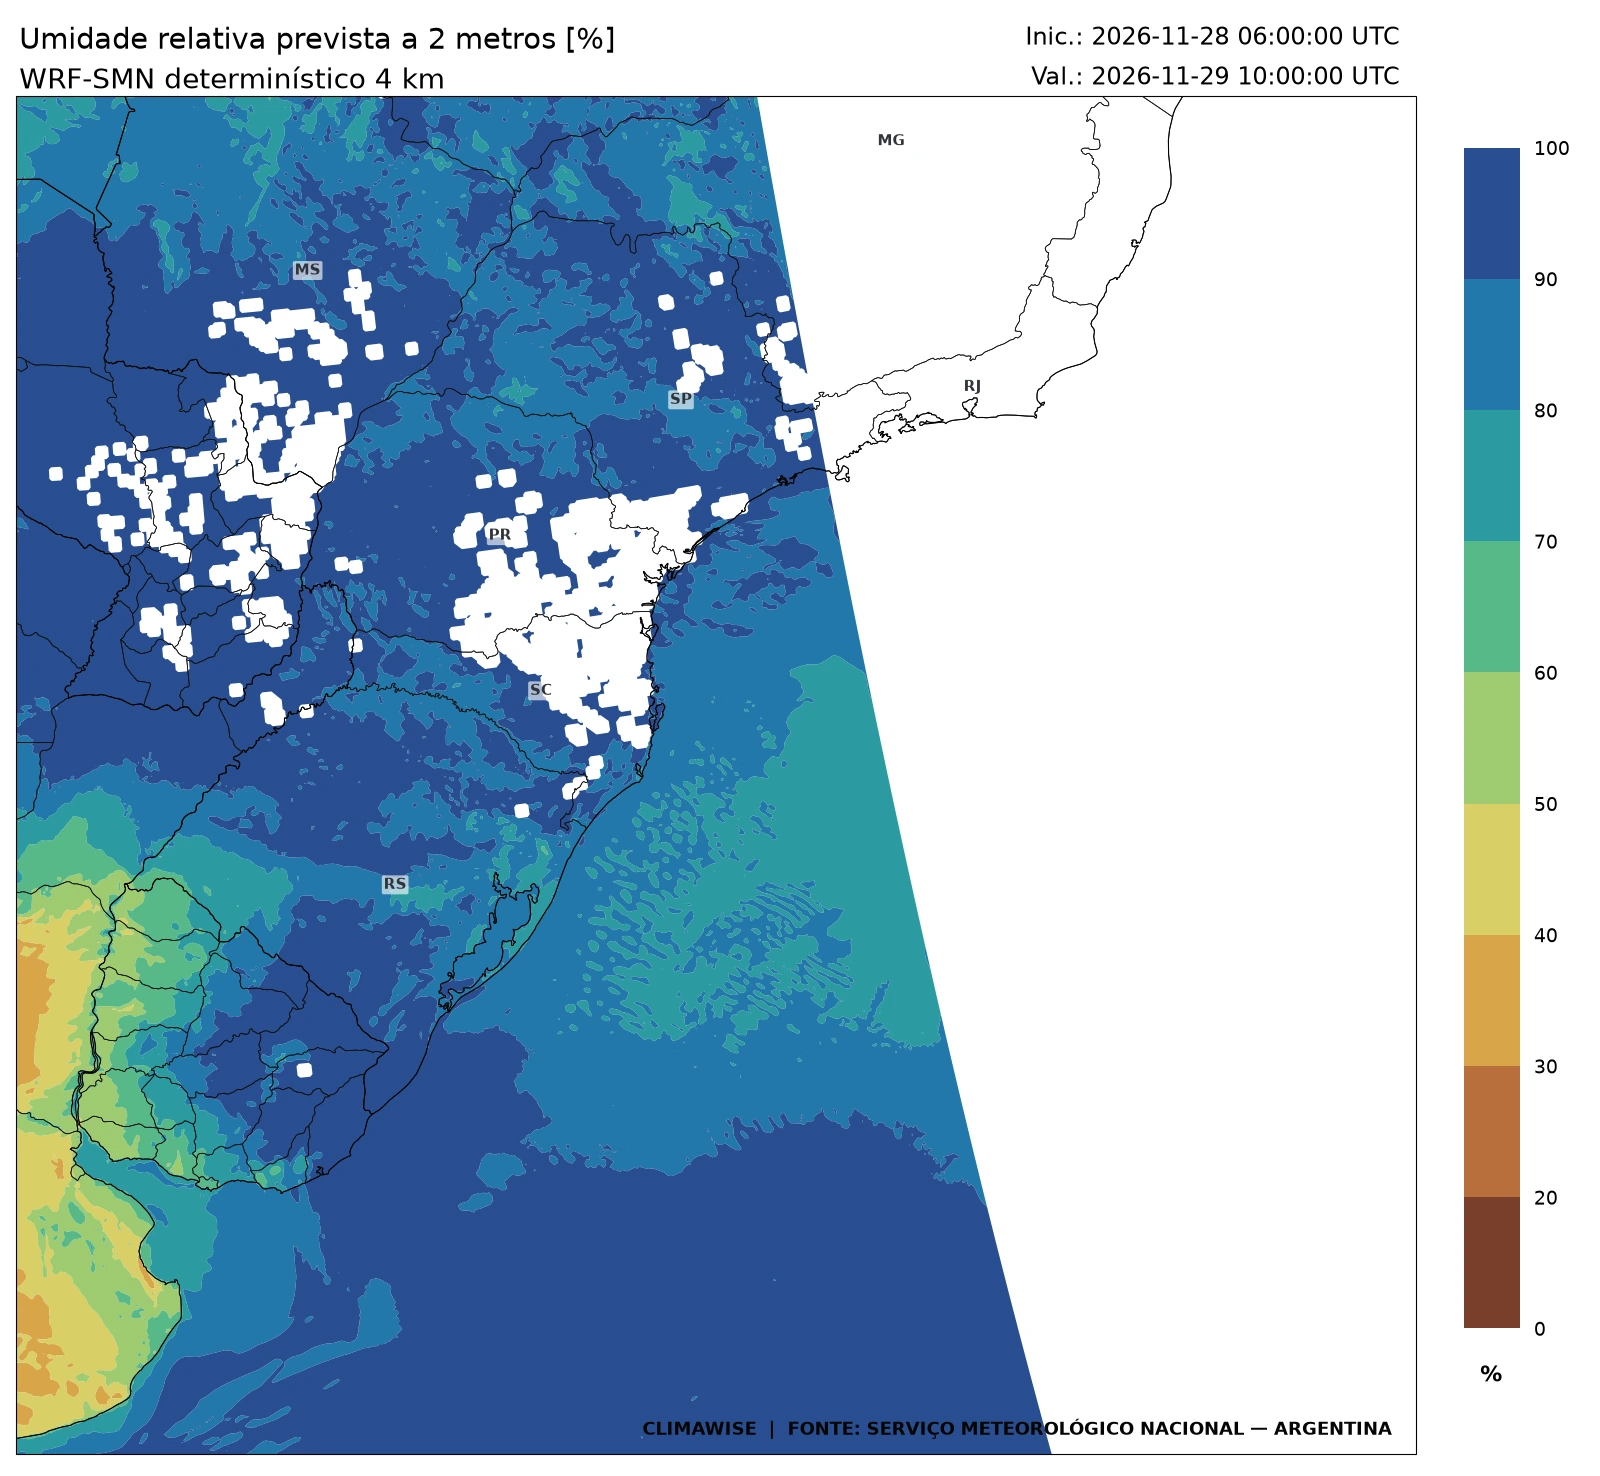 Umidade relativa prevista a 2 metros [%]
WRF-SMN determinístico 4 km
Inic.: 2026-11-28 06:00:00 UTC
Val.: 2026-11-29 10:00:00 UTC
MG
MS
RJ
SP
PR
SC
RS
100
90
80
70
60
50
40
30
20
0
%
CLIMAWISE | FONTE: SERVIÇO METEOROLÓGICO NACIONAL — ARGENTINA